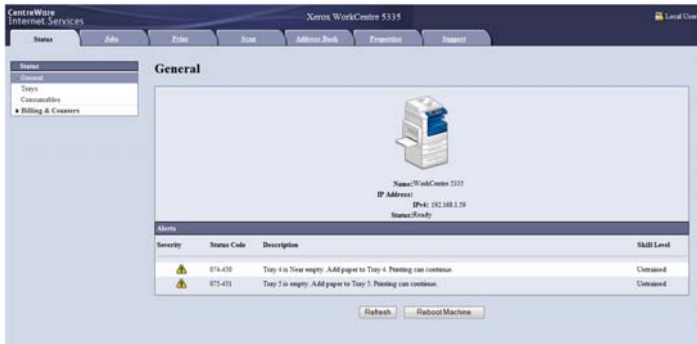 CentreWare
Internet Services
Xerox WorkCentre 5335
Local User
Status
Jobs
Print
Scan
Address Book
Properties
Support
Status
General
Trays
Consumables
Billing & Counters
General
Name:WorkCentre 5335
IP Address:
IPv4: 192.168.1.59
Status:Ready
Alerts
Severity Status Code Description Skill Level
074-450 Tray 4 is Near empty. Add paper to Tray 4. Printing can continue. Untrained
075-451 Tray 5 is empty. Add paper to Tray 5. Printing can continue. Untrained
Refresh Reboot Machine